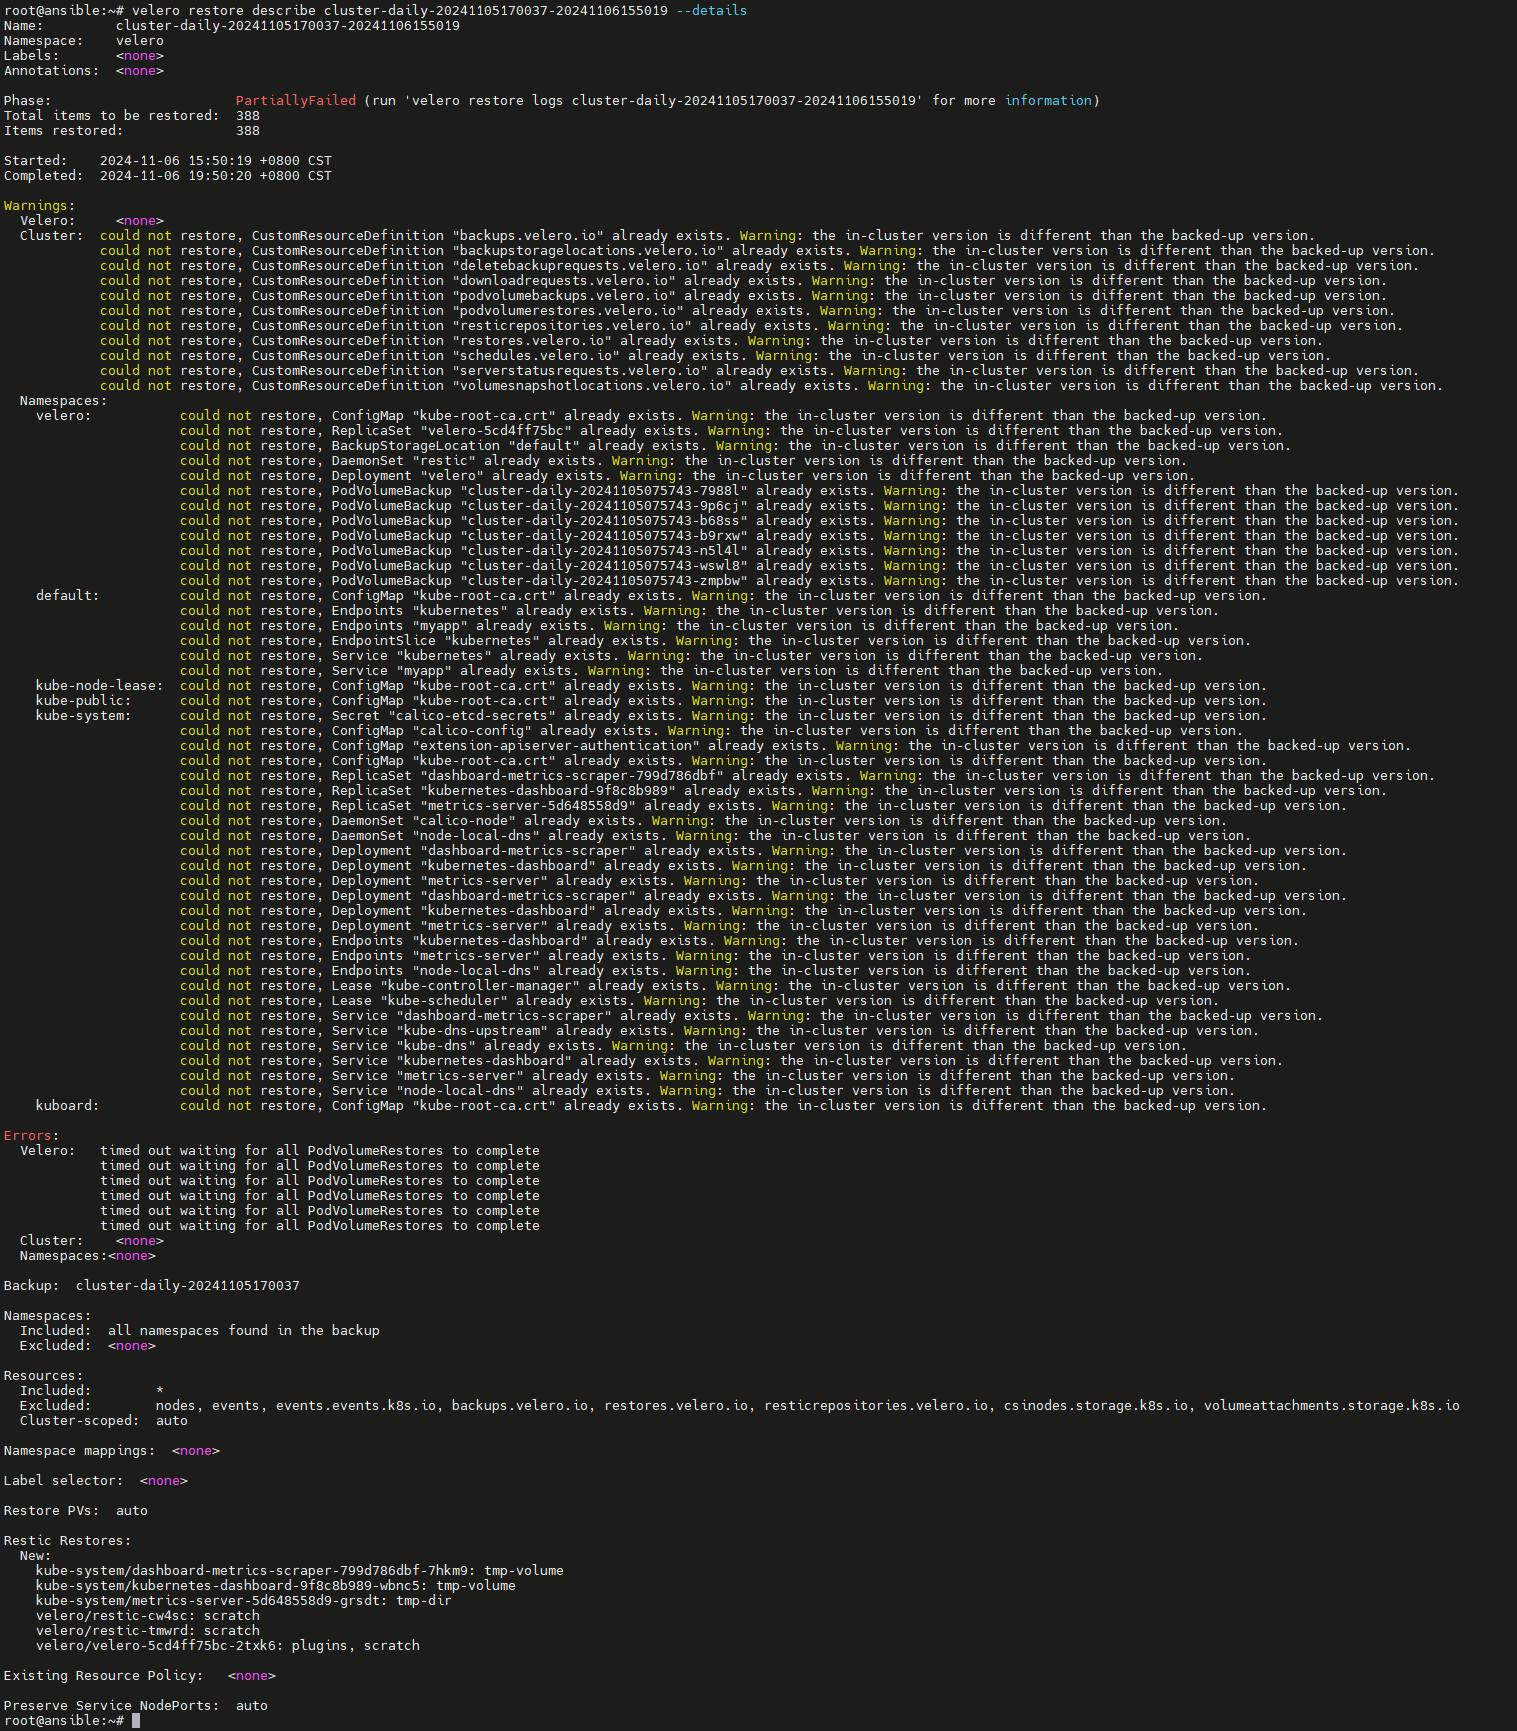 root@ansible:~# velero restore describe cluster-daily-20241105170037-20241106155019 --details
Name:         cluster-daily-20241105170037-20241106155019
Namespace:    velero
Labels:       <none>
Annotations:  <none>

Phase:                       PartiallyFailed (run 'velero restore logs cluster-daily-20241105170037-20241106155019' for more information)
Total items to be restored:  388
Items restored:              388

Started:    2024-11-06 15:50:19 +0800 CST
Completed:  2024-11-06 19:50:20 +0800 CST

Warnings:
  Velero:     <none>
  Cluster:  could not restore, CustomResourceDefinition "backups.velero.io" already exists. Warning: the in-cluster version is different than the backed-up version.
            could not restore, CustomResourceDefinition "backupstoragelocations.velero.io" already exists. Warning: the in-cluster version is different than the backed-up version.
            could not restore, CustomResourceDefinition "deletebackuprequests.velero.io" already exists. Warning: the in-cluster version is different than the backed-up version.
            could not restore, CustomResourceDefinition "downloadrequests.velero.io" already exists. Warning: the in-cluster version is different than the backed-up version.
            could not restore, CustomResourceDefinition "podvolumebackups.velero.io" already exists. Warning: the in-cluster version is different than the backed-up version.
            could not restore, CustomResourceDefinition "podvolumerestores.velero.io" already exists. Warning: the in-cluster version is different than the backed-up version.
            could not restore, CustomResourceDefinition "resticrepositories.velero.io" already exists. Warning: the in-cluster version is different than the backed-up version.
            could not restore, CustomResourceDefinition "restores.velero.io" already exists. Warning: the in-cluster version is different than the backed-up version.
            could not restore, CustomResourceDefinition "schedules.velero.io" already exists. Warning: the in-cluster version is different than the backed-up version.
            could not restore, CustomResourceDefinition "serverstatusrequests.velero.io" already exists. Warning: the in-cluster version is different than the backed-up version.
            could not restore, CustomResourceDefinition "volumesnapshotlocations.velero.io" already exists. Warning: the in-cluster version is different than the backed-up version.
  Namespaces:
    velero:           could not restore, ConfigMap "kube-root-ca.crt" already exists. Warning: the in-cluster version is different than the backed-up version.
                      could not restore, ReplicaSet "velero-5cd4ff75bc" already exists. Warning: the in-cluster version is different than the backed-up version.
                      could not restore, BackupStorageLocation "default" already exists. Warning: the in-cluster version is different than the backed-up version.
                      could not restore, DaemonSet "restic" already exists. Warning: the in-cluster version is different than the backed-up version.
                      could not restore, Deployment "velero" already exists. Warning: the in-cluster version is different than the backed-up version.
                      could not restore, PodVolumeBackup "cluster-daily-20241105075743-7988l" already exists. Warning: the in-cluster version is different than the backed-up version.
                      could not restore, PodVolumeBackup "cluster-daily-20241105075743-9p6cj" already exists. Warning: the in-cluster version is different than the backed-up version.
                      could not restore, PodVolumeBackup "cluster-daily-20241105075743-b68ss" already exists. Warning: the in-cluster version is different than the backed-up version.
                      could not restore, PodVolumeBackup "cluster-daily-20241105075743-b9rxw" already exists. Warning: the in-cluster version is different than the backed-up version.
                      could not restore, PodVolumeBackup "cluster-daily-20241105075743-n5l4l" already exists. Warning: the in-cluster version is different than the backed-up version.
                      could not restore, PodVolumeBackup "cluster-daily-20241105075743-wswl8" already exists. Warning: the in-cluster version is different than the backed-up version.
                      could not restore, PodVolumeBackup "cluster-daily-20241105075743-zmpbw" already exists. Warning: the in-cluster version is different than the backed-up version.
    default:          could not restore, ConfigMap "kube-root-ca.crt" already exists. Warning: the in-cluster version is different than the backed-up version.
                      could not restore, Endpoints "kubernetes" already exists. Warning: the in-cluster version is different than the backed-up version.
                      could not restore, Endpoints "myapp" already exists. Warning: the in-cluster version is different than the backed-up version.
                      could not restore, EndpointSlice "kubernetes" already exists. Warning: the in-cluster version is different than the backed-up version.
                      could not restore, Service "kubernetes" already exists. Warning: the in-cluster version is different than the backed-up version.
                      could not restore, Service "myapp" already exists. Warning: the in-cluster version is different than the backed-up version.
    kube-node-lease:  could not restore, ConfigMap "kube-root-ca.crt" already exists. Warning: the in-cluster version is different than the backed-up version.
    kube-public:      could not restore, ConfigMap "kube-root-ca.crt" already exists. Warning: the in-cluster version is different than the backed-up version.
    kube-system:      could not restore, Secret "calico-etcd-secrets" already exists. Warning: the in-cluster version is different than the backed-up version.
                      could not restore, ConfigMap "calico-config" already exists. Warning: the in-cluster version is different than the backed-up version.
                      could not restore, ConfigMap "extension-apiserver-authentication" already exists. Warning: the in-cluster version is different than the backed-up version.
                      could not restore, ConfigMap "kube-root-ca.crt" already exists. Warning: the in-cluster version is different than the backed-up version.
                      could not restore, ReplicaSet "dashboard-metrics-scraper-799d786dbf" already exists. Warning: the in-cluster version is different than the backed-up version.
                      could not restore, ReplicaSet "kubernetes-dashboard-9f8c8b989" already exists. Warning: the in-cluster version is different than the backed-up version.
                      could not restore, ReplicaSet "metrics-server-5d648558d9" already exists. Warning: the in-cluster version is different than the backed-up version.
                      could not restore, DaemonSet "calico-node" already exists. Warning: the in-cluster version is different than the backed-up version.
                      could not restore, DaemonSet "node-local-dns" already exists. Warning: the in-cluster version is different than the backed-up version.
                      could not restore, Deployment "dashboard-metrics-scraper" already exists. Warning: the in-cluster version is different than the backed-up version.
                      could not restore, Deployment "kubernetes-dashboard" already exists. Warning: the in-cluster version is different than the backed-up version.
                      could not restore, Deployment "metrics-server" already exists. Warning: the in-cluster version is different than the backed-up version.
                      could not restore, Deployment "dashboard-metrics-scraper" already exists. Warning: the in-cluster version is different than the backed-up version.
                      could not restore, Deployment "kubernetes-dashboard" already exists. Warning: the in-cluster version is different than the backed-up version.
                      could not restore, Deployment "metrics-server" already exists. Warning: the in-cluster version is different than the backed-up version.
                      could not restore, Endpoints "kubernetes-dashboard" already exists. Warning: the in-cluster version is different than the backed-up version.
                      could not restore, Endpoints "metrics-server" already exists. Warning: the in-cluster version is different than the backed-up version.
                      could not restore, Endpoints "node-local-dns" already exists. Warning: the in-cluster version is different than the backed-up version.
                      could not restore, Lease "kube-controller-manager" already exists. Warning: the in-cluster version is different than the backed-up version.
                      could not restore, Lease "kube-scheduler" already exists. Warning: the in-cluster version is different than the backed-up version.
                      could not restore, Service "dashboard-metrics-scraper" already exists. Warning: the in-cluster version is different than the backed-up version.
                      could not restore, Service "kube-dns-upstream" already exists. Warning: the in-cluster version is different than the backed-up version.
                      could not restore, Service "kube-dns" already exists. Warning: the in-cluster version is different than the backed-up version.
                      could not restore, Service "kubernetes-dashboard" already exists. Warning: the in-cluster version is different than the backed-up version.
                      could not restore, Service "metrics-server" already exists. Warning: the in-cluster version is different than the backed-up version.
                      could not restore, Service "node-local-dns" already exists. Warning: the in-cluster version is different than the backed-up version.
    kuboard:          could not restore, ConfigMap "kube-root-ca.crt" already exists. Warning: the in-cluster version is different than the backed-up version.

Errors:
  Velero:   timed out waiting for all PodVolumeRestores to complete
            timed out waiting for all PodVolumeRestores to complete
            timed out waiting for all PodVolumeRestores to complete
            timed out waiting for all PodVolumeRestores to complete
            timed out waiting for all PodVolumeRestores to complete
            timed out waiting for all PodVolumeRestores to complete
  Cluster:    <none>
  Namespaces:<none>

Backup:  cluster-daily-20241105170037

Namespaces:
  Included:  all namespaces found in the backup
  Excluded:  <none>

Resources:
  Included:        *
  Excluded:        nodes, events, events.events.k8s.io, backups.velero.io, restores.velero.io, resticrepositories.velero.io, csinodes.storage.k8s.io, volumeattachments.storage.k8s.io
  Cluster-scoped:  auto

Namespace mappings:  <none>

Label selector:  <none>

Restore PVs:  auto

Restic Restores:
  New:
    kube-system/dashboard-metrics-scraper-799d786dbf-7hkm9: tmp-volume
    kube-system/kubernetes-dashboard-9f8c8b989-wbnc5: tmp-volume
    kube-system/metrics-server-5d648558d9-grsdt: tmp-dir
    velero/restic-cw4sc: scratch
    velero/restic-tmwrd: scratch
    velero/velero-5cd4ff75bc-2txk6: plugins, scratch

Existing Resource Policy:   <none>

Preserve Service NodePorts:  auto
root@ansible:~#